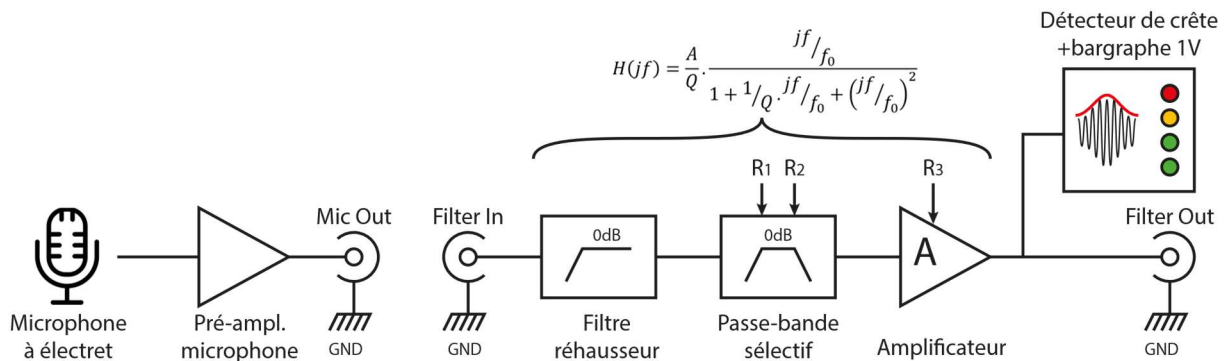 Détecteur de crête
+bargraphe 1V
H(jf) = A/Q . (jf/f₀) / (1 + 1/Q . jf/f₀ + (jf/f₀)²)
R1
R2
R3
Mic Out
Filter In
0dB
0dB
A
Filter Out
Microphone
à électret
Pré-ampl.
microphone
GND
GND
Filtre
réhausseur
Passe-bande
sélectif
Amplificateur
GND